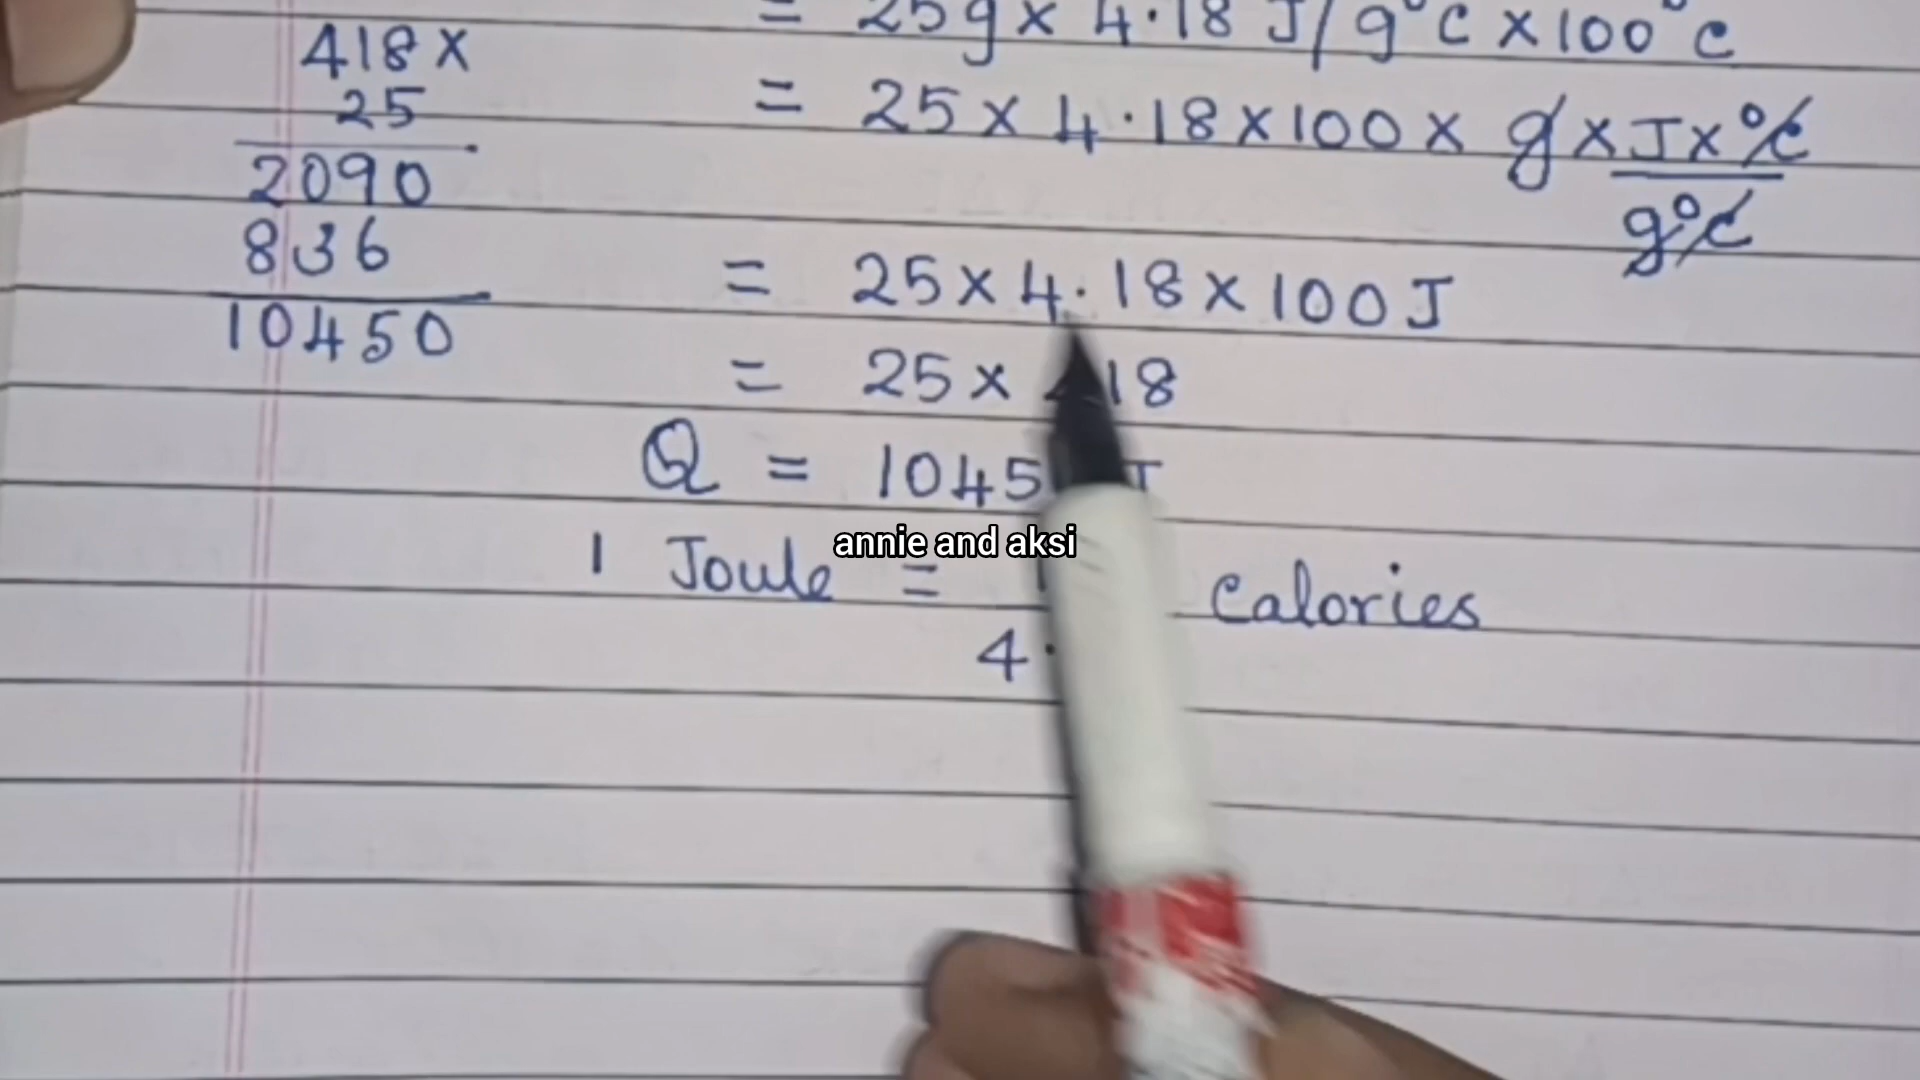 418 x
25
2090
836
10450
= 25g x 4.18 J/g°C x 100°C
= 25 x 4.18 x 100 x g x J x °C
g°C
= 25 x 4.18 x 100 J
= 25 x 18
Q = 1045 J
annie and aksi
1 Joule = calories
4.